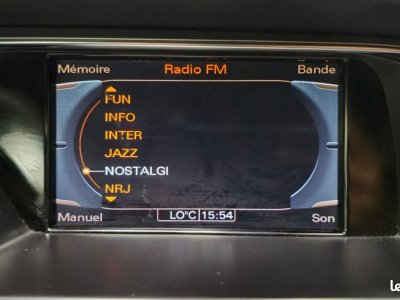 Mémoire Radio FM Bande
FUN
INFO
INTER
JAZZ
NOSTALGI
NRJ
Manuel LO°C 15:54 Son